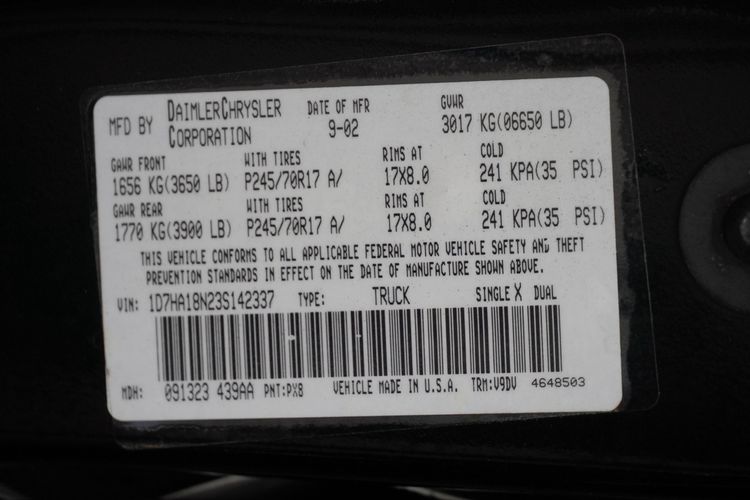 MFD BY DAIMLERCHRYSLER CORPORATION DATE OF MFR 9-02 GVWR 3017 KG(06650 LB)
GAWR FRONT WITH TIRES RIMS AT COLD
1656 KG(3650 LB) P245/70R17 A/ 17X8.0 241 KPA(35 PSI)
GAWR REAR WITH TIRES RIMS AT COLD
1770 KG(3900 LB) P245/70R17 A/ 17X8.0 241 KPA(35 PSI)
THIS VEHICLE CONFORMS TO ALL APPLICABLE FEDERAL MOTOR VEHICLE SAFETY AND THEFT
PREVENTION STANDARDS IN EFFECT ON THE DATE OF MANUFACTURE SHOWN ABOVE.
VIN: 1D7HA18N23S142337 TYPE: TRUCK SINGLE X DUAL
MDH: 091323 439AA PNT:PX8 VEHICLE MADE IN U.S.A. TRM:V9DV 4648503